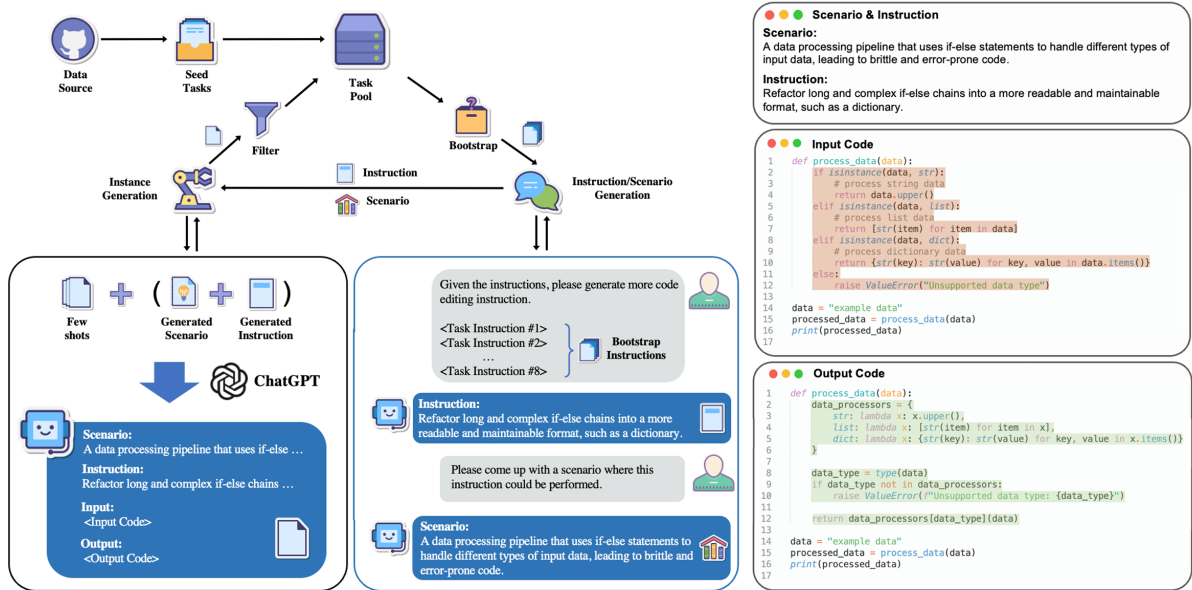 Data
Source
Seed
Tasks
Task
Pool
Filter
Bootstrap
Instance
Generation
Instruction
Scenario
Instruction/Scenario
Generation
Few
shots
Generated
Scenario
Generated
Instruction
ChatGPT
Scenario:
A data processing pipeline that uses if-else …
Instruction:
Refactor long and complex if-else chains …
Input:
<Input Code>
Output:
<Output Code>
Given the instructions, please generate more code
editing instruction.
<Task Instruction #1>
<Task Instruction #2>
…
<Task Instruction #8>
Bootstrap
Instructions
Instruction:
Refactor long and complex if-else chains into a more
readable and maintainable format, such as a dictionary.
Please come up with a scenario where this
instruction could be performed.
Scenario:
A data processing pipeline that uses if-else statements to
handle different types of input data, leading to brittle and
error-prone code.
Scenario & Instruction
Scenario:
A data processing pipeline that uses if-else statements to handle different types of
input data, leading to brittle and error-prone code.
Instruction:
Refactor long and complex if-else chains into a more readable and maintainable
format, such as a dictionary.
Input Code
1 def process_data(data):
2 if isinstance(data, str):
3 # process string data
4 return data.upper()
5 elif isinstance(data, list):
6 # process list data
7 return [str(item) for item in data]
8 elif isinstance(data, dict):
9 # process dictionary data
10 return {str(key): str(value) for key, value in data.items()}
11 else:
12 raise ValueError("Unsupported data type")
13
14 data = "example data"
15 processed_data = process_data(data)
16 print(processed_data)
17
Output Code
1 def process_data(data):
2 data_processors = {
3 str: lambda x: x.upper(),
4 list: lambda x: [str(item) for item in x],
5 dict: lambda x: {str(key): str(value) for key, value in x.items()}
6 }
7
8 data_type = type(data)
9 if data_type not in data_processors:
10 raise ValueError(f"Unsupported data type: {data_type}")
11
12 return data_processors[data_type](data)
13
14 data = "example data"
15 processed_data = process_data(data)
16 print(processed_data)
17